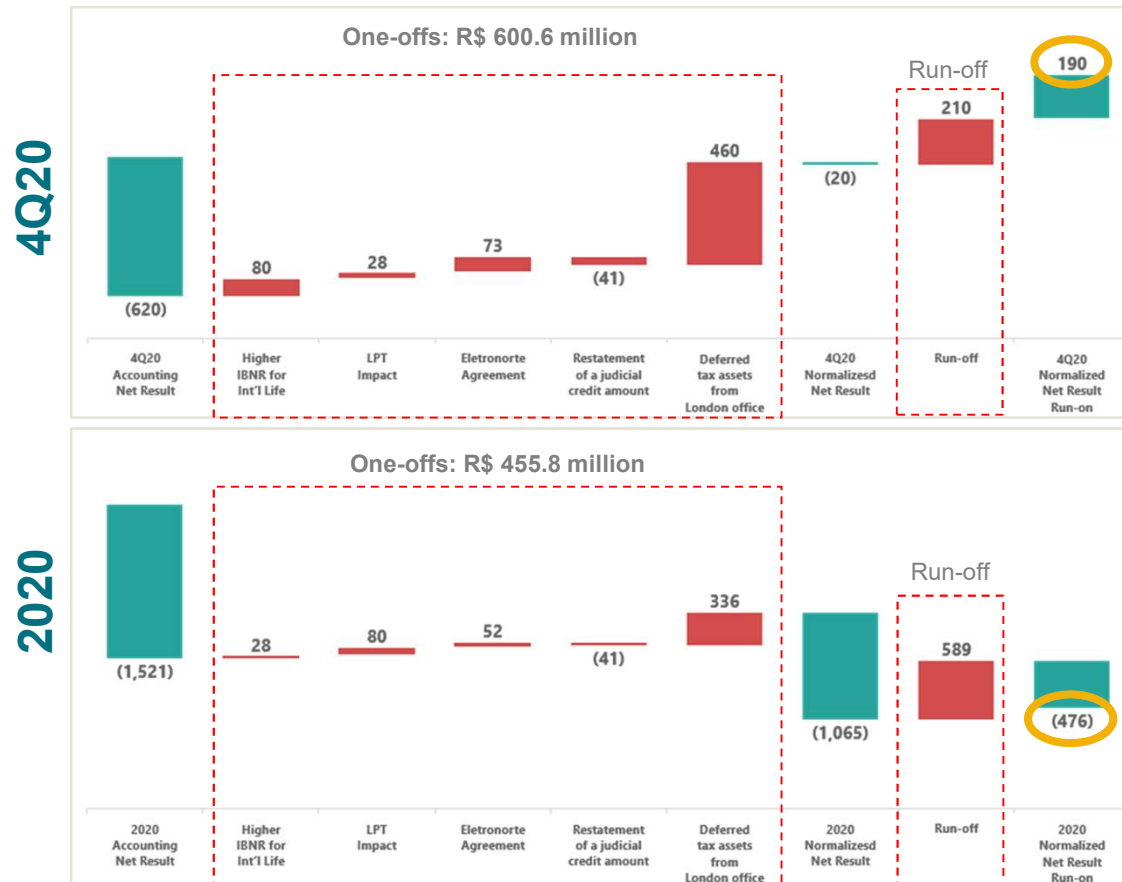 4Q20
One-offs: R$ 600.6 million
Run-off
190
210
460
(20)
73
80
28
(41)
(620)
4Q20 Accounting Net Result
Higher IBNR for Int'l Life
LPT Impact
Eletronorte Agreement
Restatement of a judicial credit amount
Deferred tax assets from London office
4Q20 Normalizesd Net Result
Run-off
4Q20 Normalized Net Result Run-on
2020
One-offs: R$ 455.8 million
Run-off
336
589
28
80
52
(41)
(1,521)
(1,065)
(476)
2020 Accounting Net Result
Higher IBNR for Int'l Life
LPT Impact
Eletronorte Agreement
Restatement of a judicial credit amount
Deferred tax assets from London office
2020 Normalizesd Net Result
Run-off
2020 Normalized Net Result Run-on